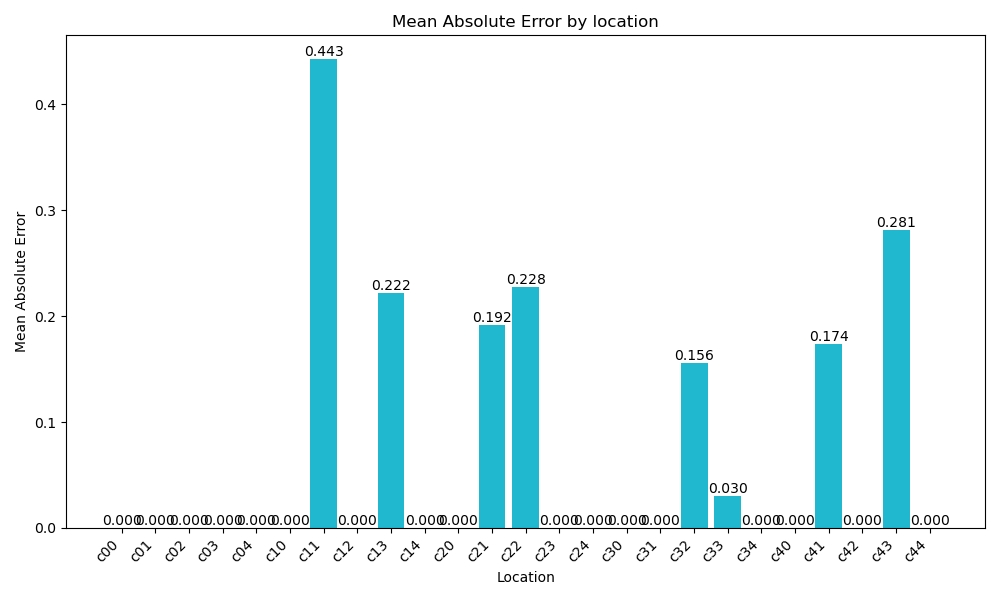 Mean Absolute Error by location
Mean Absolute Error
0.4
0.3
0.2
0.1
0.0
0.000 0.000 0.000 0.000 0.000 0.000 0.443 0.000 0.222 0.000 0.000 0.192 0.228 0.000 0.000 0.000 0.000 0.156 0.030 0.000 0.000 0.174 0.000 0.281 0.000
c00 c01 c02 c03 c04 c10 c11 c12 c13 c14 c20 c21 c22 c23 c24 c30 c31 c32 c33 c34 c40 c41 c42 c43 c44
Location